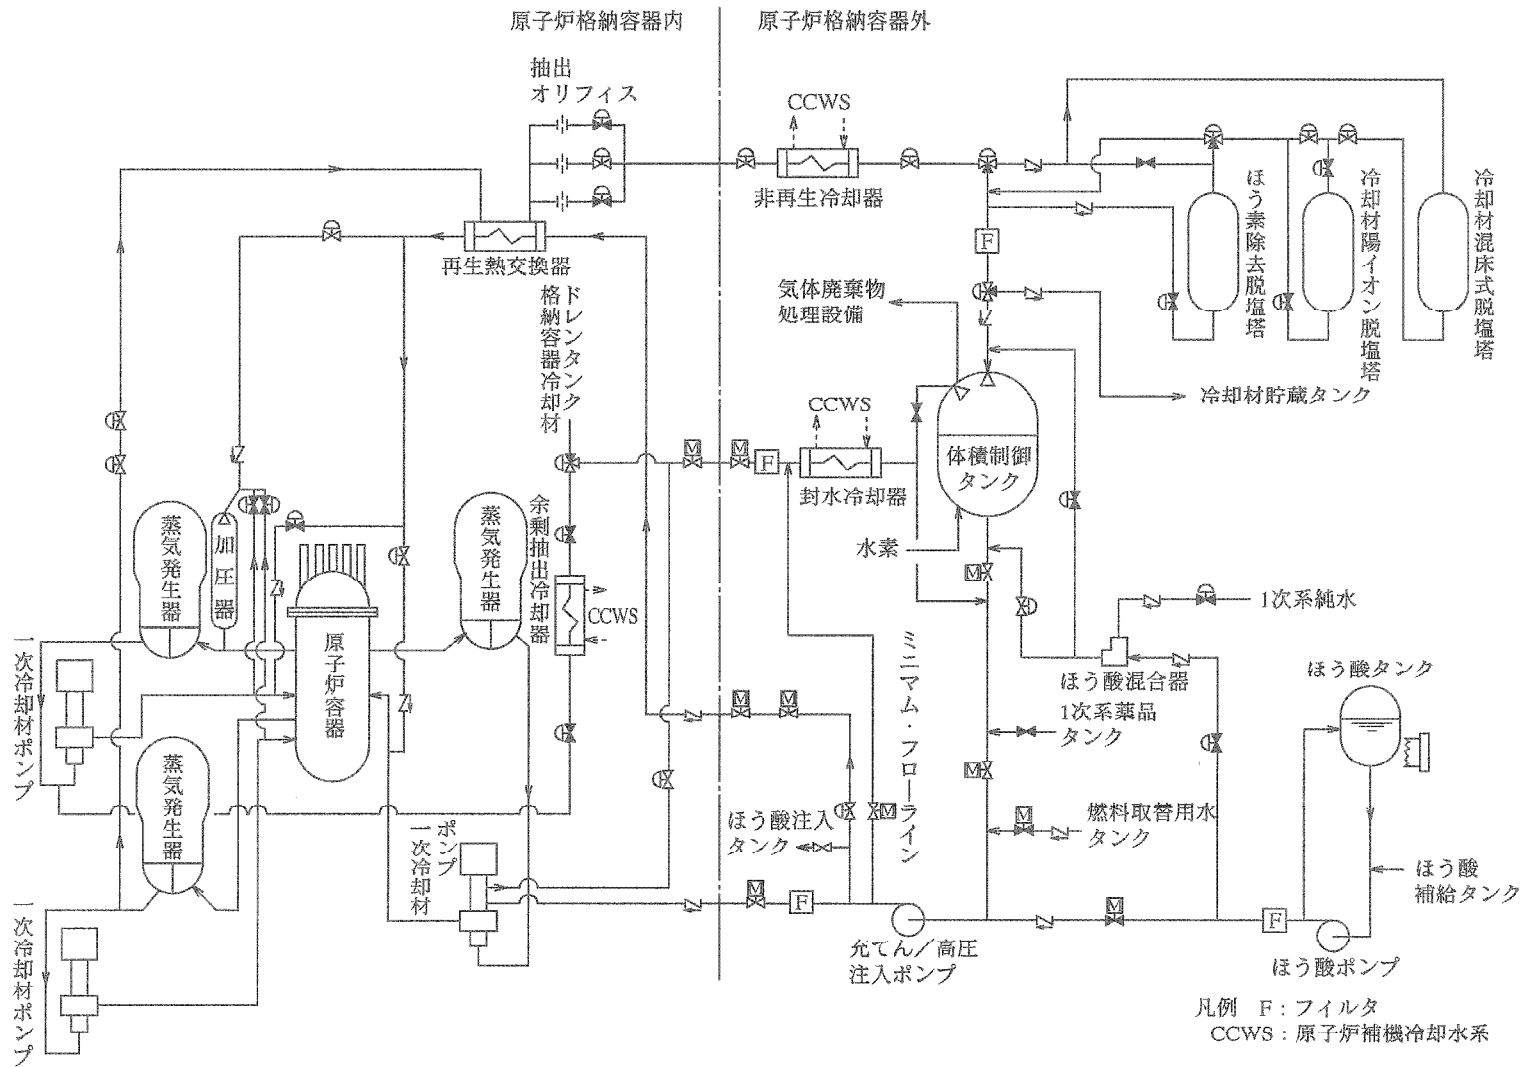 原子炉格納容器内
原子炉格納容器外
抽出
オリフィス
CCWS
非再生冷却器
再生熱交換器
ほう素除去脱塩塔
冷却材陽イオン脱塩塔
冷却材混床式脱塩塔
F
気体廃棄物
処理設備
格納容器冷却材
ドレンタンク
冷却材貯蔵タンク
CCWS
M
M
F
封水冷却器
体積制御
タンク
水素
蒸気発生器
加圧器
原子炉容器
蒸気発生器
余剰抽出冷却器
CCWS
M
1次系純水
ほう酸混合器
一次冷却材ポンプ
蒸気発生器
M
M
ミニマム・フローライン
1次系薬品
タンク
ほう酸タンク
M
M
ほう酸注入
タンク
M
燃料取替用水
タンク
一次冷却材
ポンプ
ほう酸
補給タンク
M
F
充てん/高圧
注入ポンプ
M
F
ほう酸ポンプ
一次冷却材ポンプ
凡例 F:フィルタ
CCWS:原子炉補機冷却水系